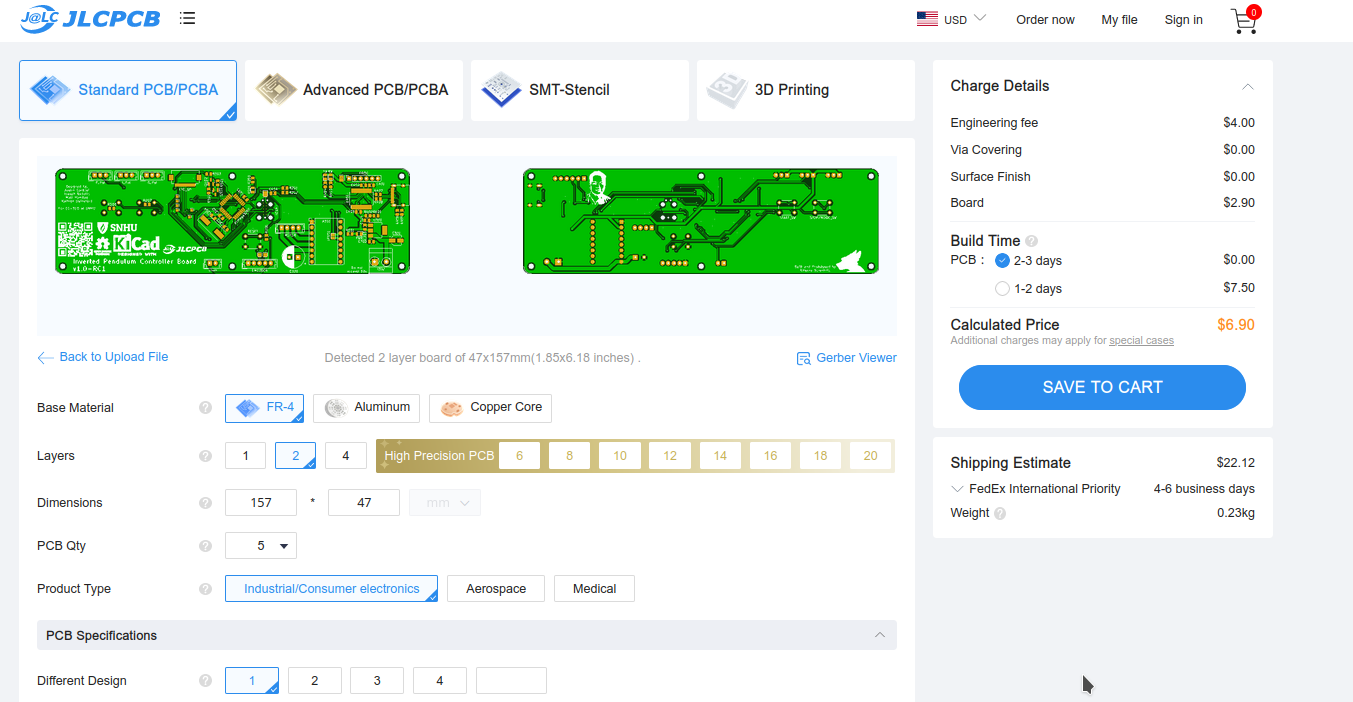 J@LC JLCPCB
USD
Order now
My file
Sign in
0
Standard PCB/PCBA
Advanced PCB/PCBA
SMT-Stencil
3D Printing
SNHU
KiCad
JLCPCB
Inverted Pendulum Controller Board
v1.0-RC1
Back to Upload File
Detected 2 layer board of 47x157mm(1.85x6.18 inches) .
Gerber Viewer
Base Material ? FR-4 Aluminum Copper Core
Layers ? 1 2 4 High Precision PCB 6 8 10 12 14 16 18 20
Dimensions ? 157 * 47 mm
PCB Qty ? 5
Product Type ? Industrial/Consumer electronics Aerospace Medical
PCB Specifications
Different Design ? 1 2 3 4
Charge Details
Engineering fee $4.00
Via Covering $0.00
Surface Finish $0.00
Board $2.90
Build Time ?
PCB : 2-3 days $0.00
1-2 days $7.50
Calculated Price $6.90
Additional charges may apply for special cases
SAVE TO CART
Shipping Estimate $22.12
FedEx International Priority 4-6 business days
Weight ? 0.23kg